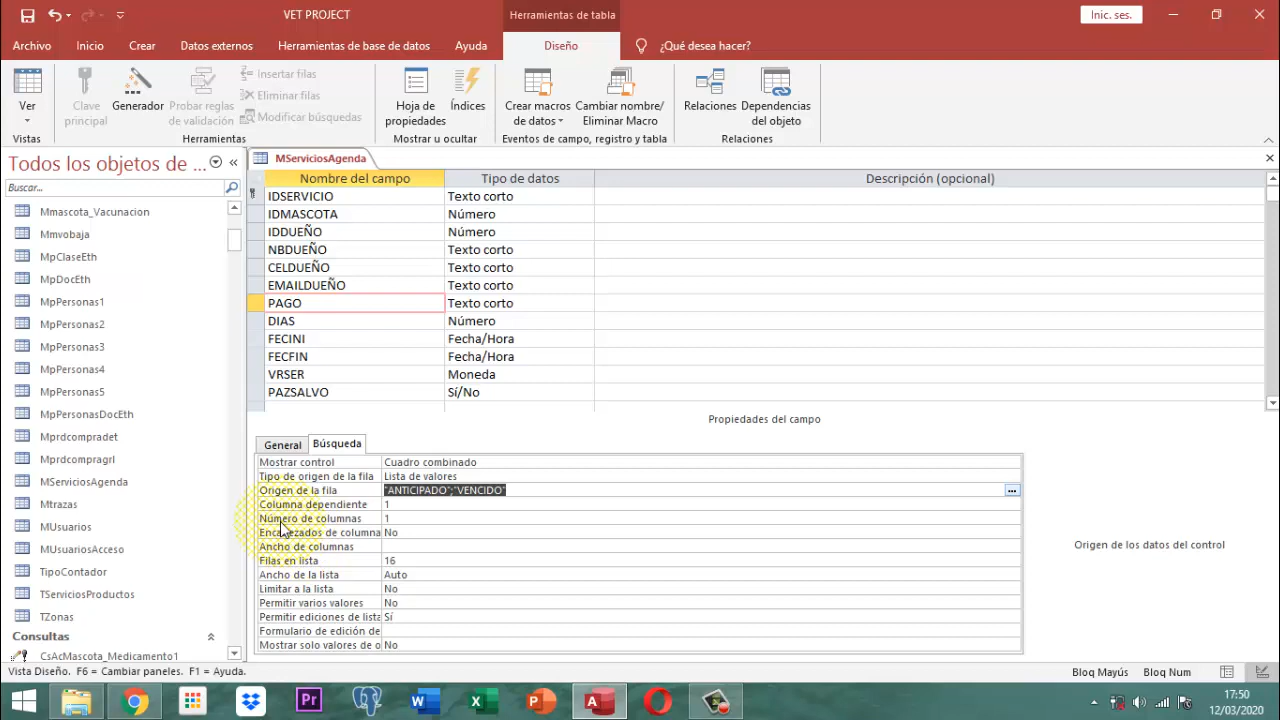 VET PROJECT
Herramientas de tabla
Inic. ses.
Archivo
Inicio
Crear
Datos externos
Herramientas de base de datos
Ayuda
Diseño
¿Qué desea hacer?
Ver
Clave principal
Generador
Probar reglas de validación
Insertar filas
Eliminar filas
Modificar búsquedas
Hoja de propiedades
Índices
Crear macros de datos
Cambiar nombre/ Eliminar Macro
Relaciones
Dependencias del objeto
Vistas
Herramientas
Mostrar u ocultar
Eventos de campo, registro y tabla
Relaciones
Todos los objetos de ...
Buscar...
Mmascota_Vacunacion
Mmvobaja
MpClaseEth
MpDocEth
MpPersonas1
MpPersonas2
MpPersonas3
MpPersonas4
MpPersonas5
MpPersonasDocEth
Mprdcompradet
Mprdcompragrl
MServiciosAgenda
Mtrazas
MUsuarios
MUsuariosAcceso
TipoContador
TServiciosProductos
TZonas
Consultas
CsAcMascota_Medicamento1
MServiciosAgenda
Nombre del campo Tipo de datos Descripción (opcional)
IDSERVICIO Texto corto
IDMASCOTA Número
IDDUEÑO Número
NBDUEÑO Texto corto
CELDUEÑO Texto corto
EMAILDUEÑO Texto corto
PAGO Texto corto
DIAS Número
FECINI Fecha/Hora
FECFIN Fecha/Hora
VRSER Moneda
PAZSALVO Sí/No
Propiedades del campo
General Búsqueda
Mostrar control Cuadro combinado
Tipo de origen de la fila Lista de valores
Origen de la fila "ANTICIPADO";"VENCIDO"
Columna dependiente 1
Número de columnas 1
Encabezados de columna No
Ancho de columnas
Filas en lista 16
Ancho de la lista Auto
Limitar a la lista No
Permitir varios valores No
Permitir ediciones de lista Sí
Formulario de edición de
Mostrar solo valores de o No
Origen de los datos del control
Vista Diseño. F6 = Cambiar paneles. F1 = Ayuda.
Bloq Mayús
Bloq Num
17:50
12/03/2020